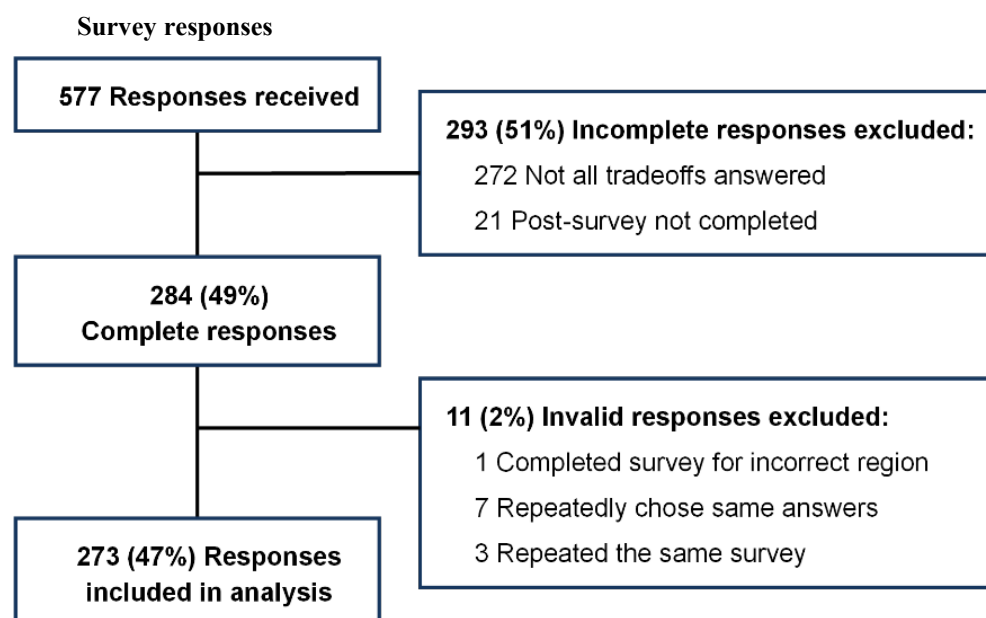 Survey responses
577 Responses received
293 (51%) Incomplete responses excluded:
272 Not all tradeoffs answered
21 Post-survey not completed
284 (49%)
Complete responses
11 (2%) Invalid responses excluded:
1 Completed survey for incorrect region
7 Repeatedly chose same answers
3 Repeated the same survey
273 (47%) Responses
included in analysis